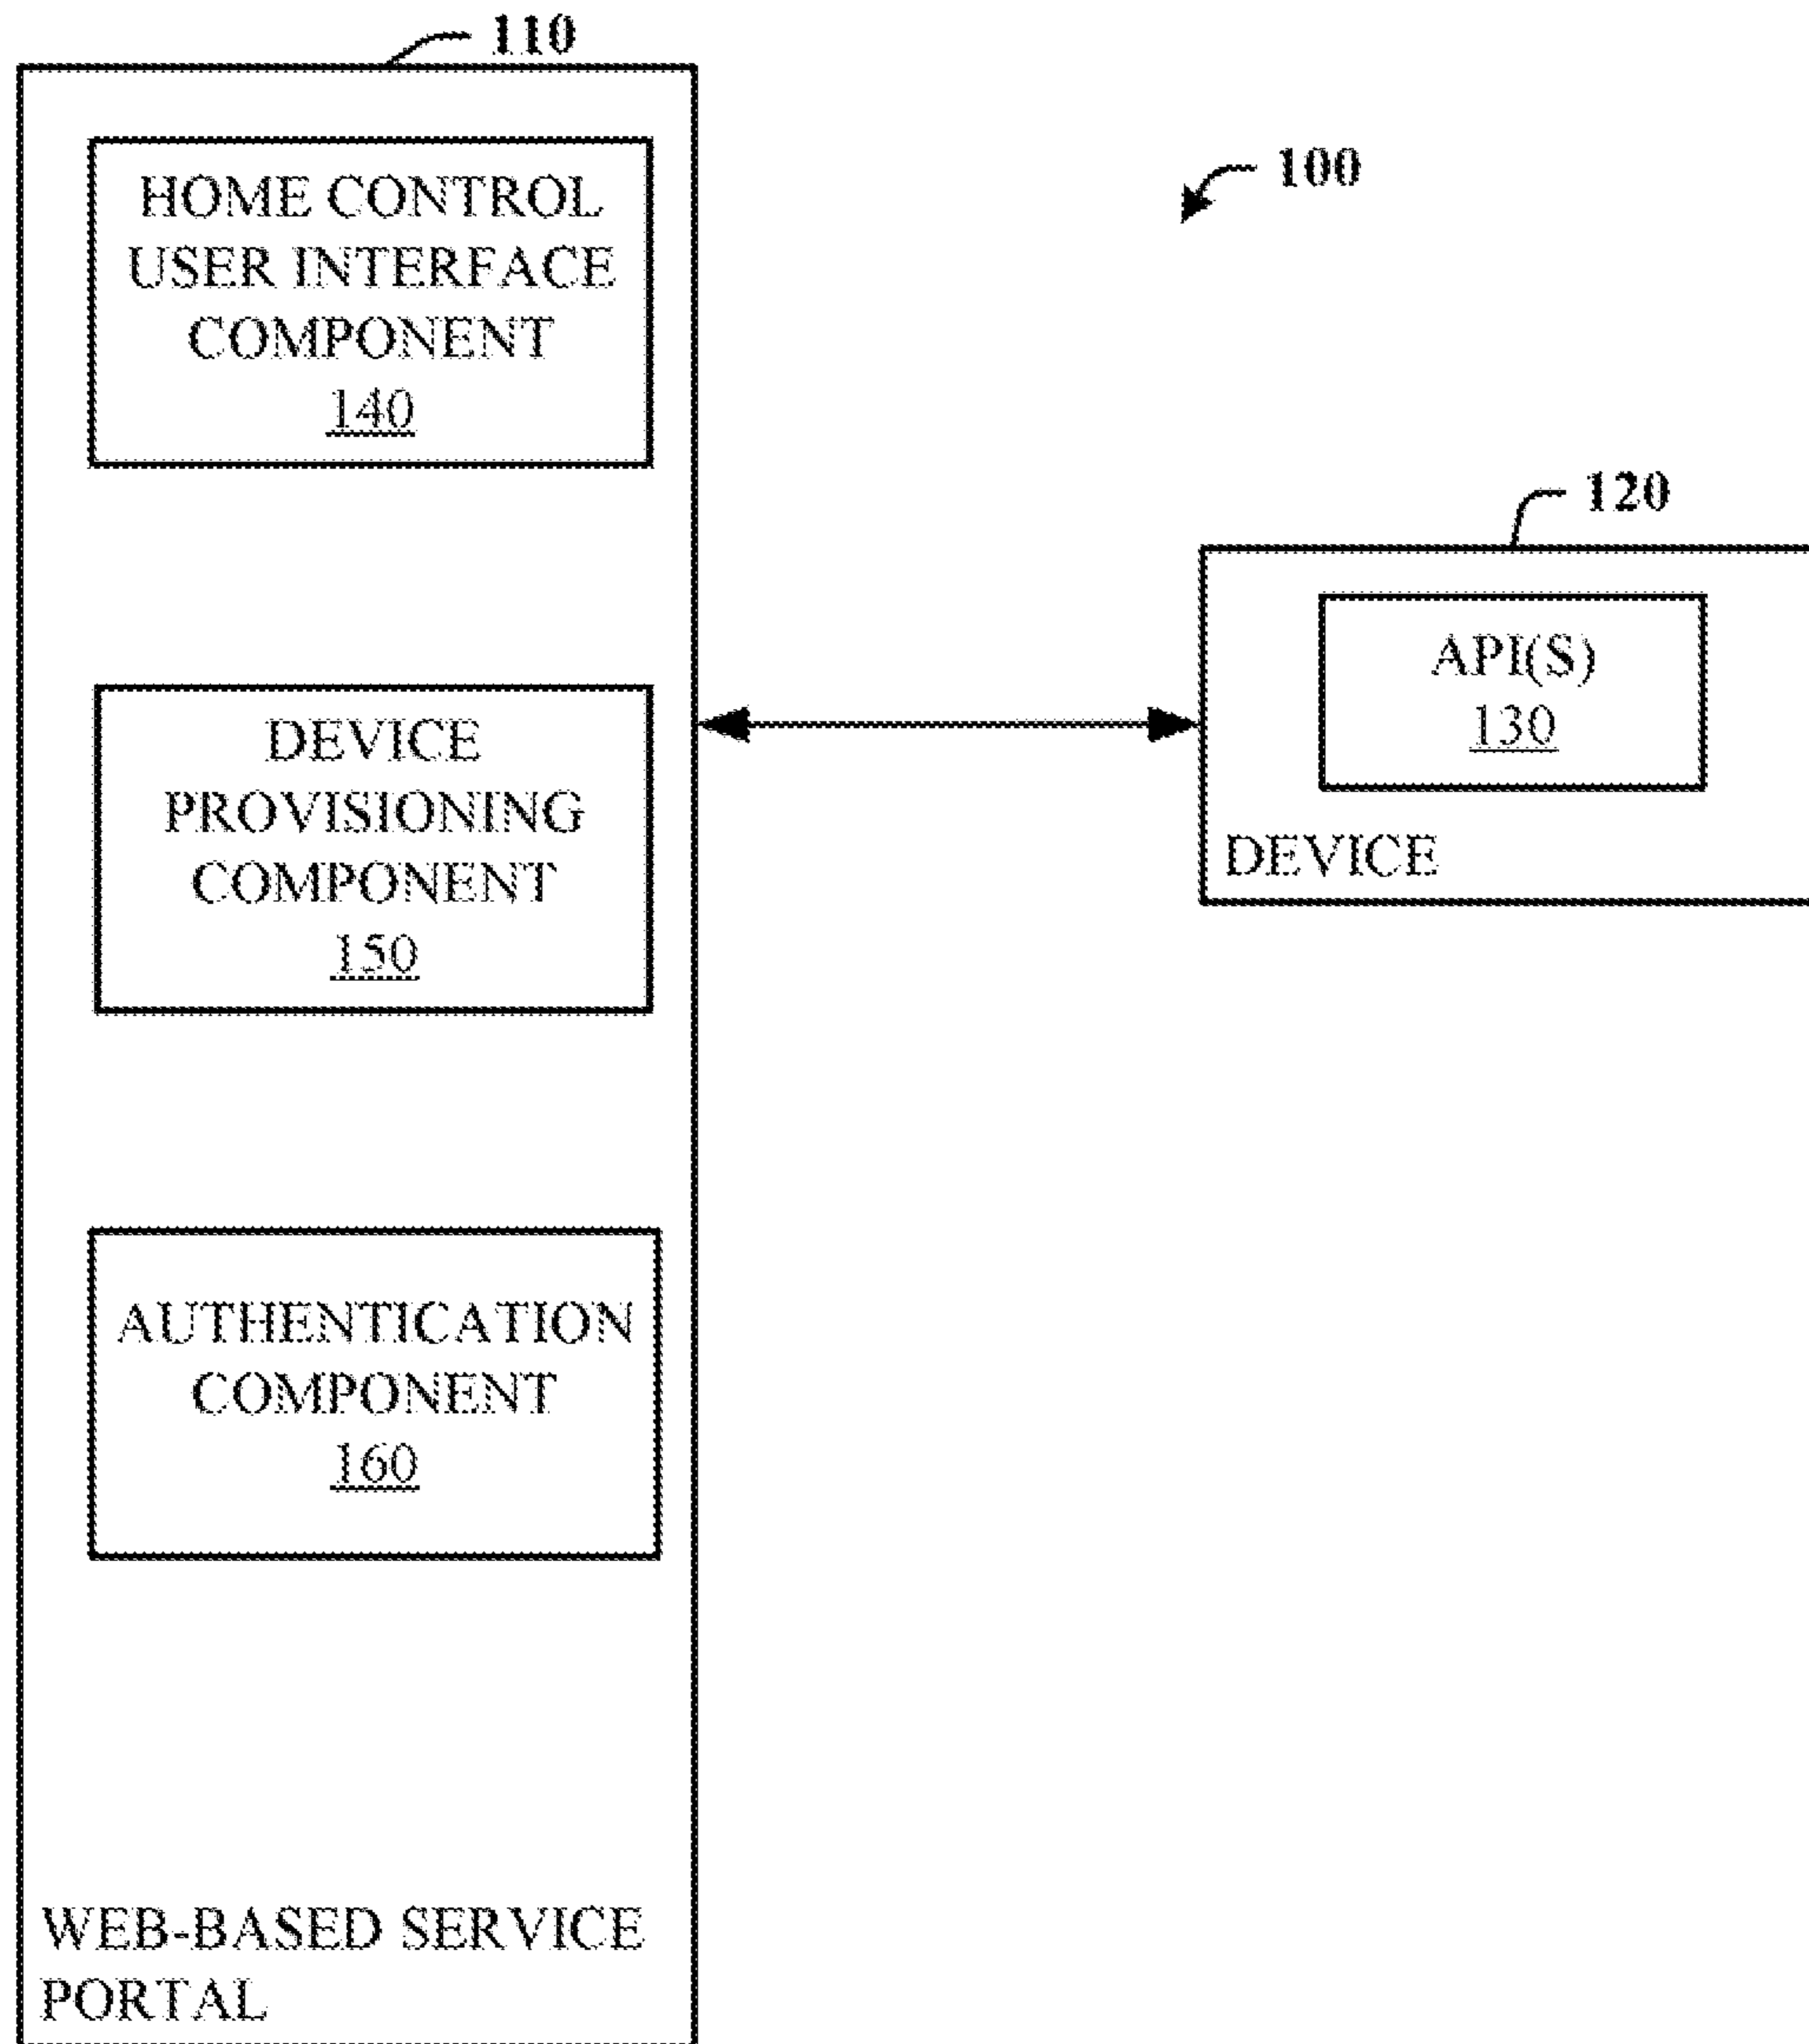 110
HOME CONTROL
USER INTERFACE
COMPONENT
140
100
120
API(S)
130
DEVICE
DEVICE
PROVISIONING
COMPONENT
150
AUTHENTICATION
COMPONENT
160
WEB-BASED SERVICE
PORTAL